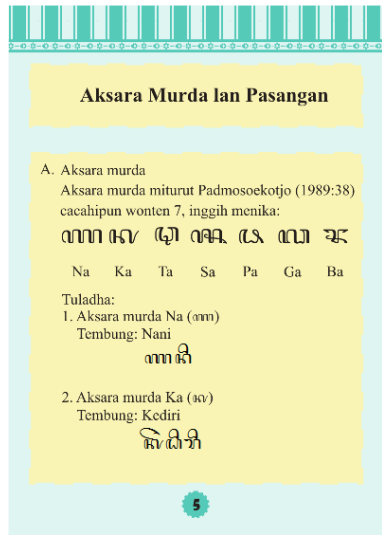 Aksara Murda lan Pasangan
A. Aksara murda
Aksara murda miturut Padmosoekotjo (1989:38)
cacahipun wonten 7, inggih menika:
ꦟ ꦑ ꦡ ꦯ ꦦ ꦓ ꦨ
Na Ka Ta Sa Pa Ga Ba
Tuladha:
1. Aksara murda Na (ꦟ)
Tembung: Nani
ꦟꦤꦶ
2. Aksara murda Ka (ꦑ)
Tembung: Kediri
5